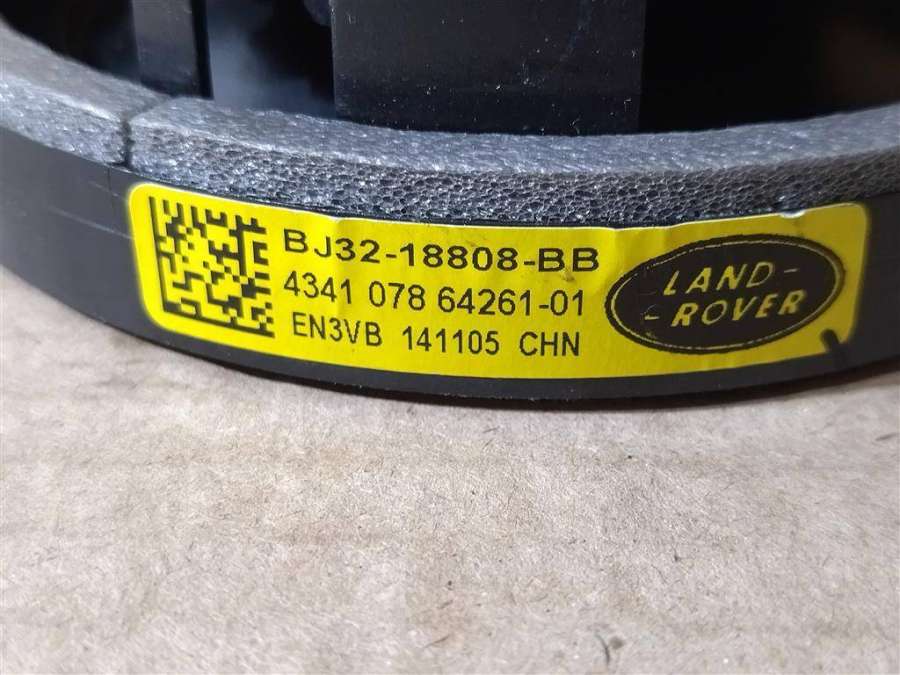 BJ32-18808-BB
4341 078 64261-01
EN3VB 141105 CHN
LAND-
-ROVER